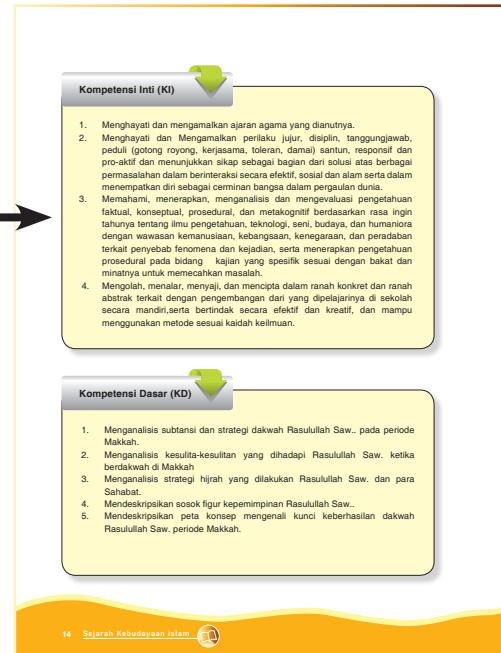 Kompetensi Inti (KI)
1. Menghayati dan mengamalkan ajaran agama yang dianutnya.
2. Menghayati dan Mengamalkan perilaku jujur, disiplin, tanggungjawab,
peduli (gotong royong, kerjasama, toleran, damai) santun, responsif dan
pro-aktif dan menunjukkan sikap sebagai bagian dari solusi atas berbagai
permasalahan dalam berinteraksi secara efektif, sosial dan alam serta dalam
menempatkan diri sebagai cerminan bangsa dalam pergaulan dunia.
3. Memahami, menerapkan, menganalisis dan mengevaluasi pengetahuan
faktual, konseptual, prosedural, dan metakognitif berdasarkan rasa ingin
tahunya tentang ilmu pengetahuan, teknologi, seni, budaya, dan humaniora
dengan wawasan kemanusiaan, kebangsaan, kenegaraan, dan peradaban
terkait penyebab fenomena dan kejadian, serta menerapkan pengetahuan
prosedural pada bidang kajian yang spesifik sesuai dengan bakat dan
minatnya untuk memecahkan masalah.
4. Mengolah, menalar, menyaji, dan mencipta dalam ranah konkret dan ranah
abstrak terkait dengan pengembangan dari yang dipelajarinya di sekolah
secara mandiri,serta bertindak secara efektif dan kreatif, dan mampu
menggunakan metode sesuai kaidah keilmuan.
Kompetensi Dasar (KD)
1. Menganalisis subtansi dan strategi dakwah Rasulullah Saw.. pada periode
Makkah.
2. Menganalisis kesulita-kesulitan yang dihadapi Rasulullah Saw. ketika
berdakwah di Makkah
3. Menganalisis strategi hijrah yang dilakukan Rasulullah Saw. dan para
Sahabat.
4. Mendeskripsikan sosok figur kepemimpinan Rasulullah Saw..
5. Mendeskripsikan peta konsep mengenali kunci keberhasilan dakwah
Rasulullah Saw. periode Makkah.
14 Sejarah Kebudayaan Islam